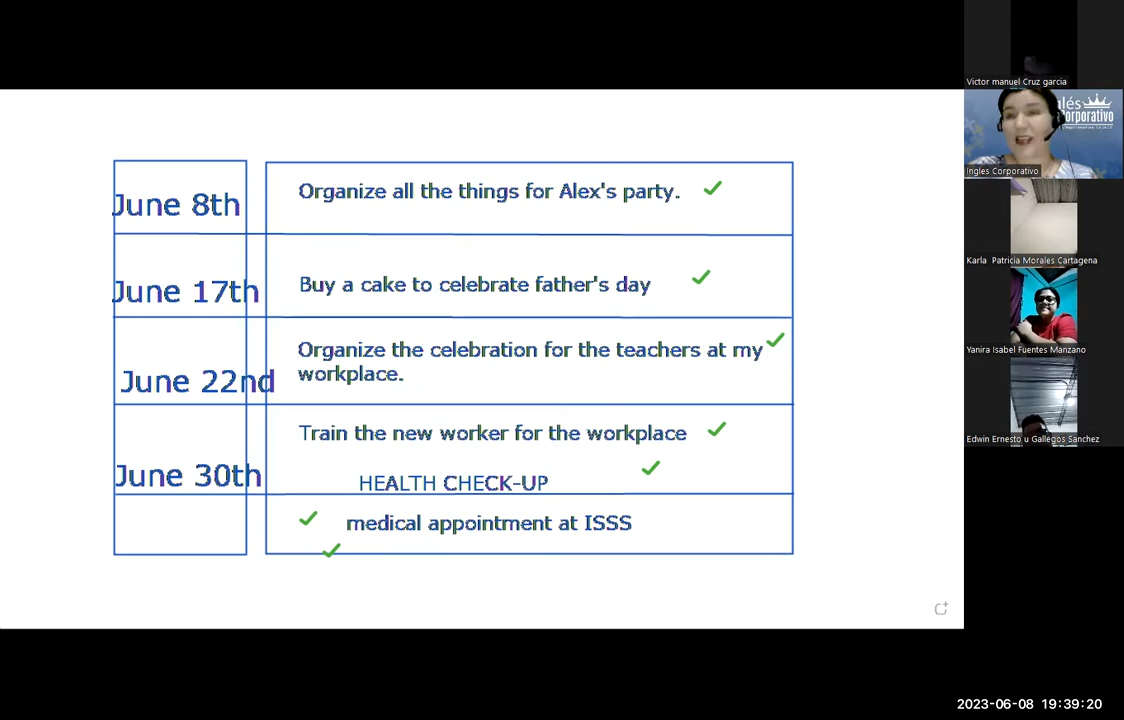 Victor manuel Cruz garcia
glés
Corporativo
Ingles Corporativo
Karla Patricia Morales Cartagena
Yanira Isabel Fuentes Manzano
Edwin Ernesto u Gallegos Sanchez
June 8th
Organize all the things for Alex's party.
June 17th
Buy a cake to celebrate father's day
June 22nd
Organize the celebration for the teachers at my
workplace.
June 30th
Train the new worker for the workplace
HEALTH CHECK-UP
medical appointment at ISSS
2023-06-08 19:39:20